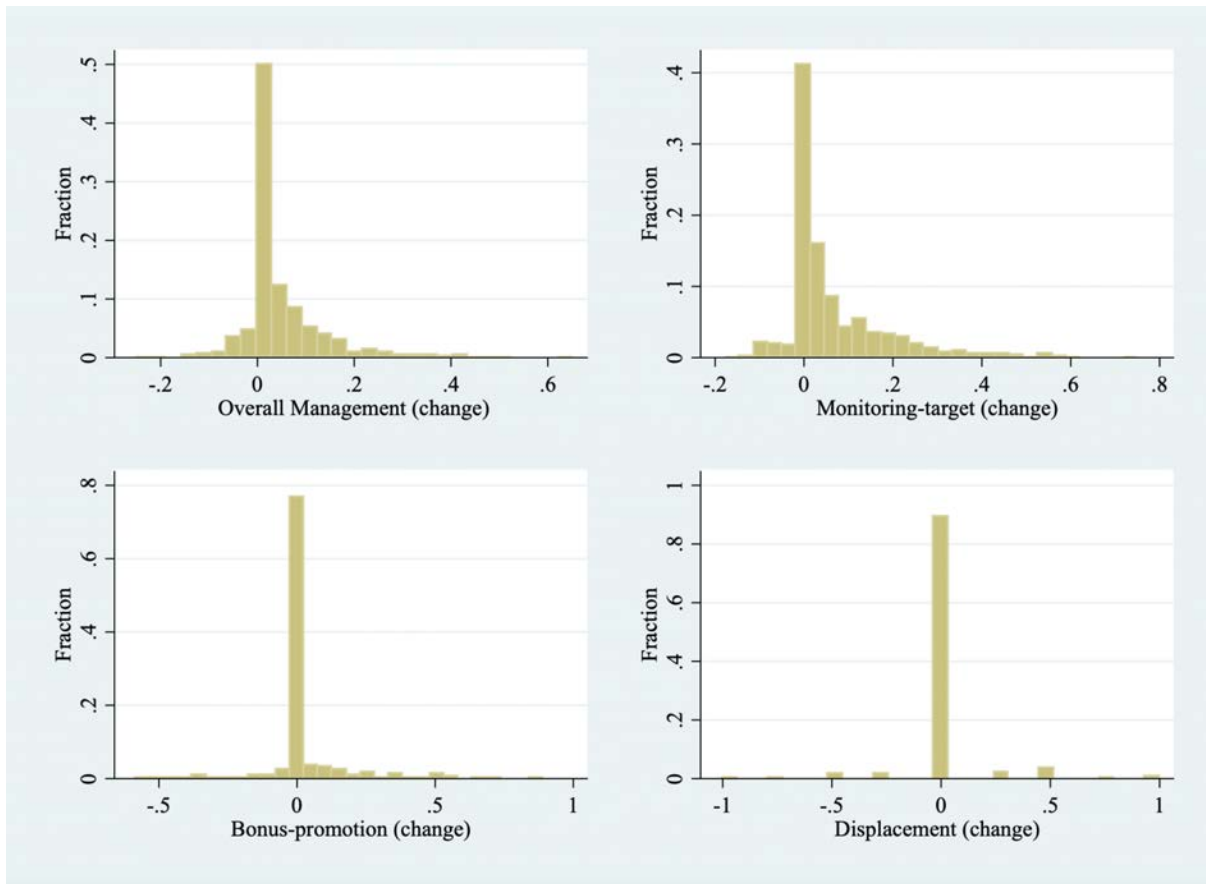 .5
.4
.3
.2
.1
0
Fraction
-.2 0 .2 .4 .6
Overall Management (change)
.4
.3
.2
.1
0
Fraction
-.2 0 .2 .4 .6 .8
Monitoring-target (change)
.8
.6
.4
.2
0
Fraction
-.5 0 .5 1
Bonus-promotion (change)
1
.8
.6
.4
.2
0
Fraction
-1 -.5 0 .5 1
Displacement (change)